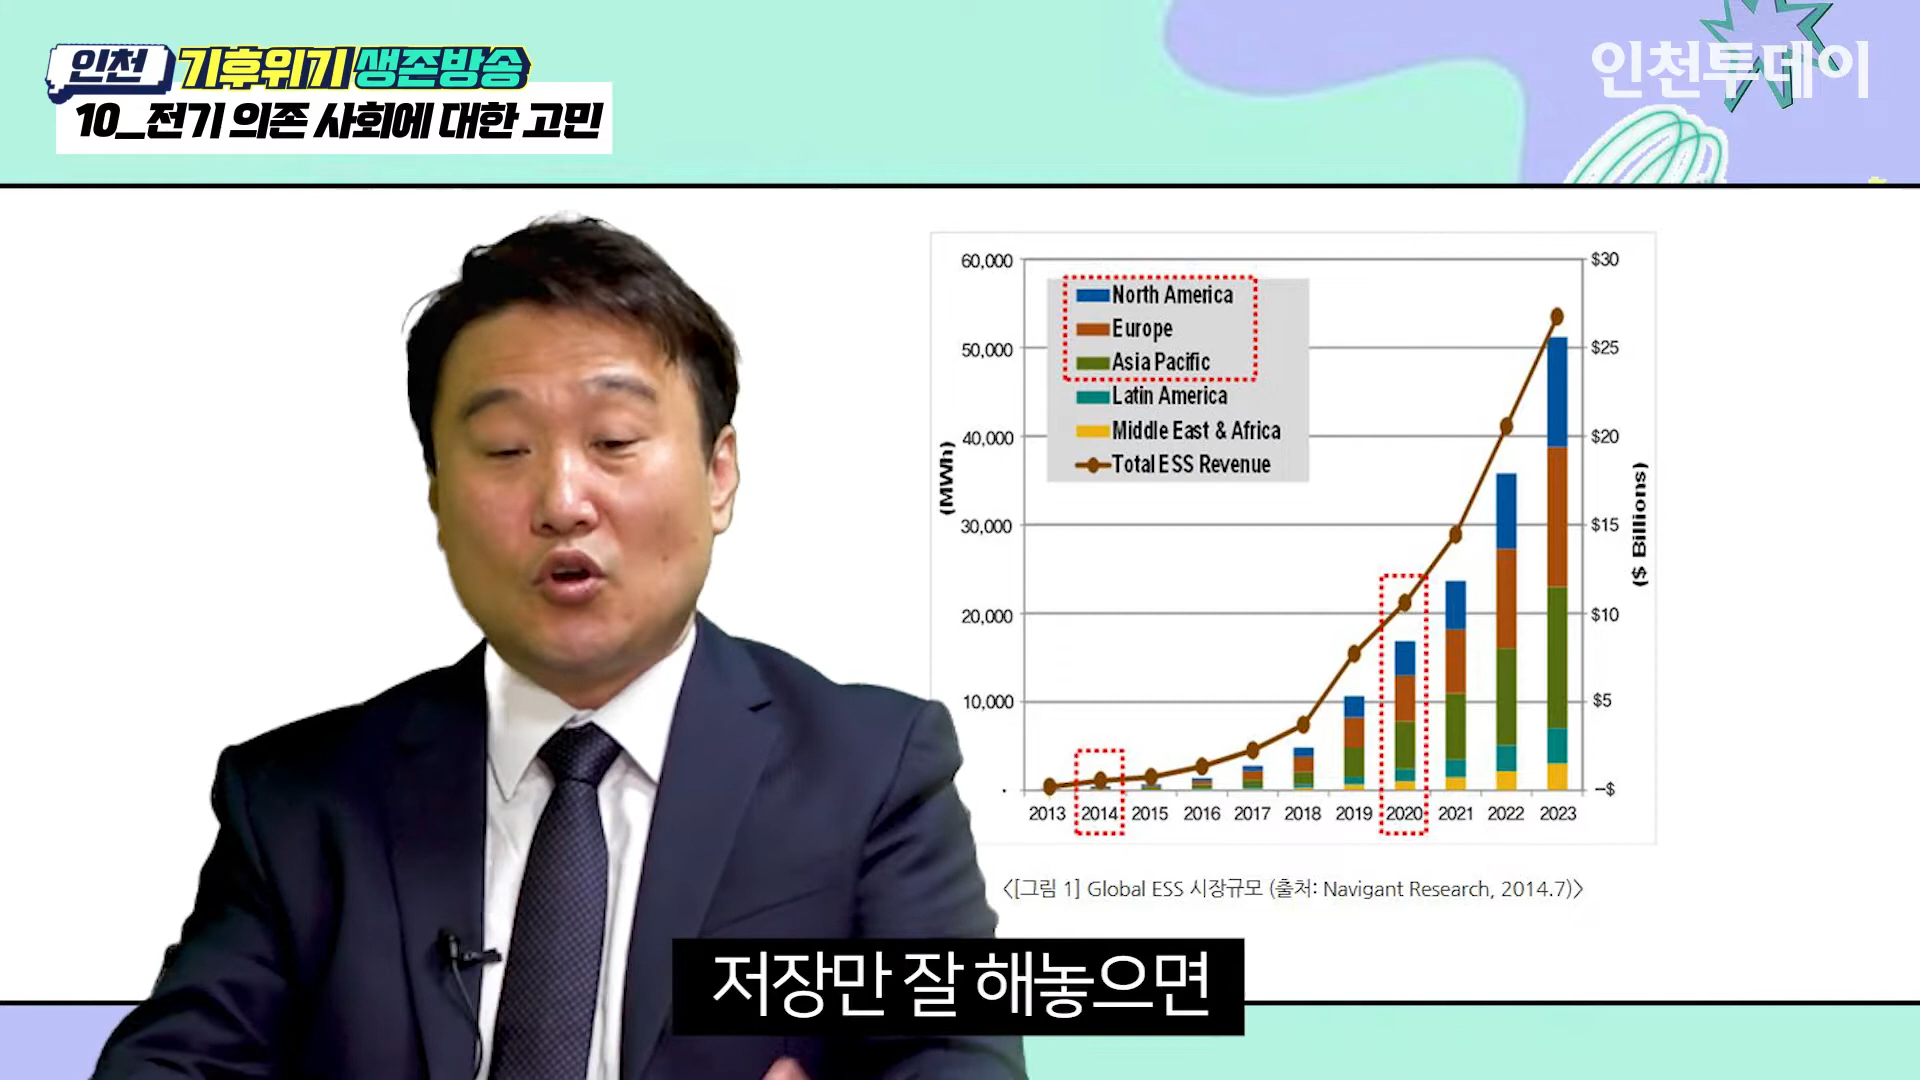 인천 기후위기 생존방송
10_전기 의존 사회에 대한 고민
인천투데이
60,000
50,000
40,000
30,000
20,000
10,000
-
(MWh)
North America
Europe
Asia Pacific
Latin America
Middle East & Africa
Total ESS Revenue
$30
$25
$20
$15
$10
$5
–$
($ Billions)
2013 2014 2015 2016 2017 2018 2019 2020 2021 2022 2023
<[그림 1] Global ESS 시장규모 (출처: Navigant Research, 2014.7)>
저장만 잘 해놓으면